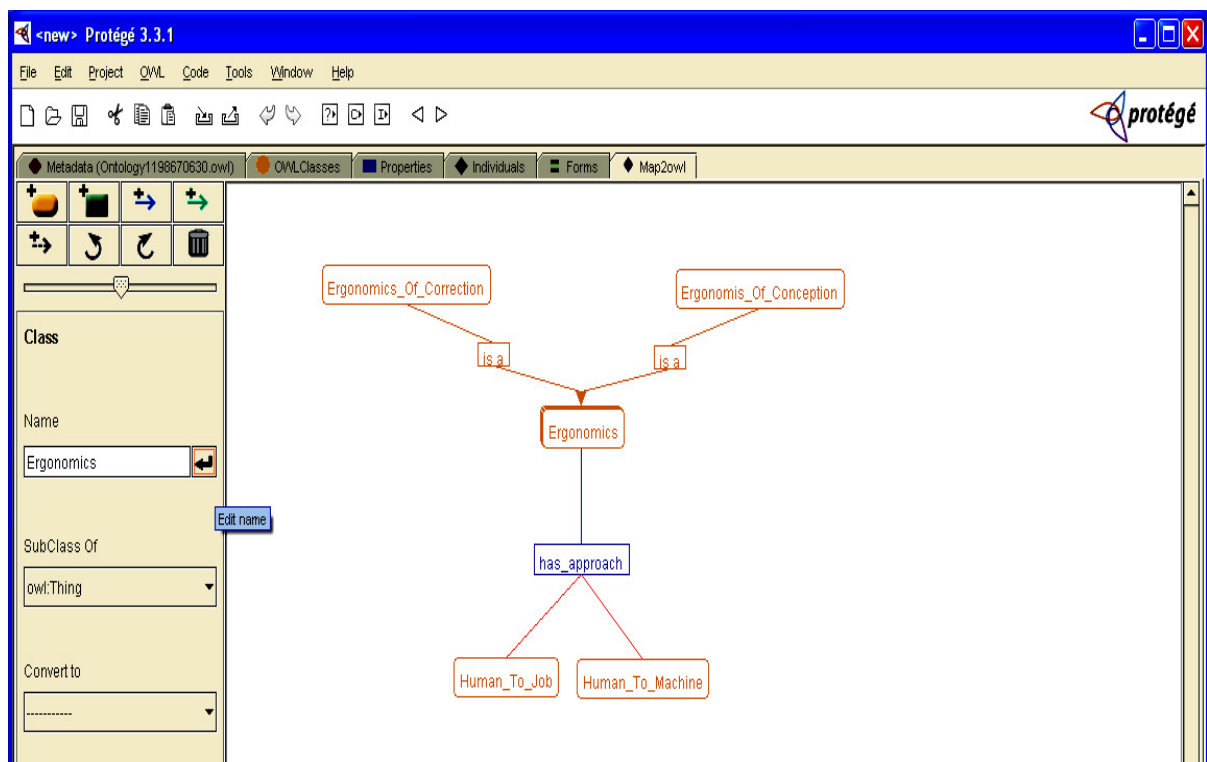 <new> Protégé 3.3.1
File Edit Project OWL Code Tools Window Help
protégé
Metadata (Ontology1198670630.owl) OWLClasses Properties Individuals Forms Map2owl
Ergonomics_Of_Correction
Ergonomis_Of_Conception
Class
is a
is a
Name
Ergonomics
Ergonomics
Edit name
SubClass Of
has_approach
owl:Thing
Convert to
Human_To_Job
Human_To_Machine
-----------